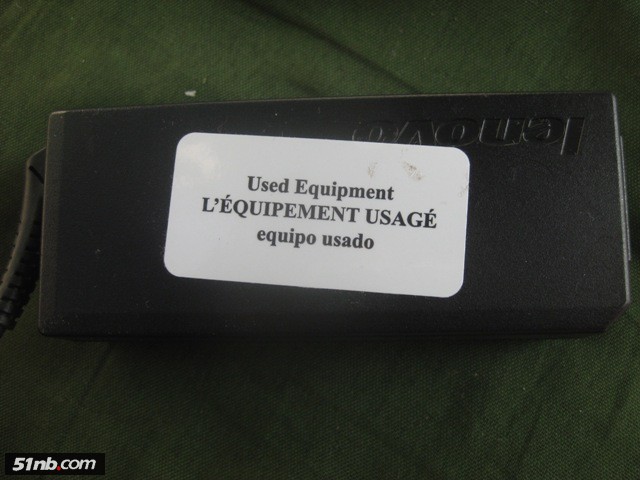 lenovo
Used Equipment
L'ÉQUIPEMENT USAGÉ
equipo usado
51nb.com